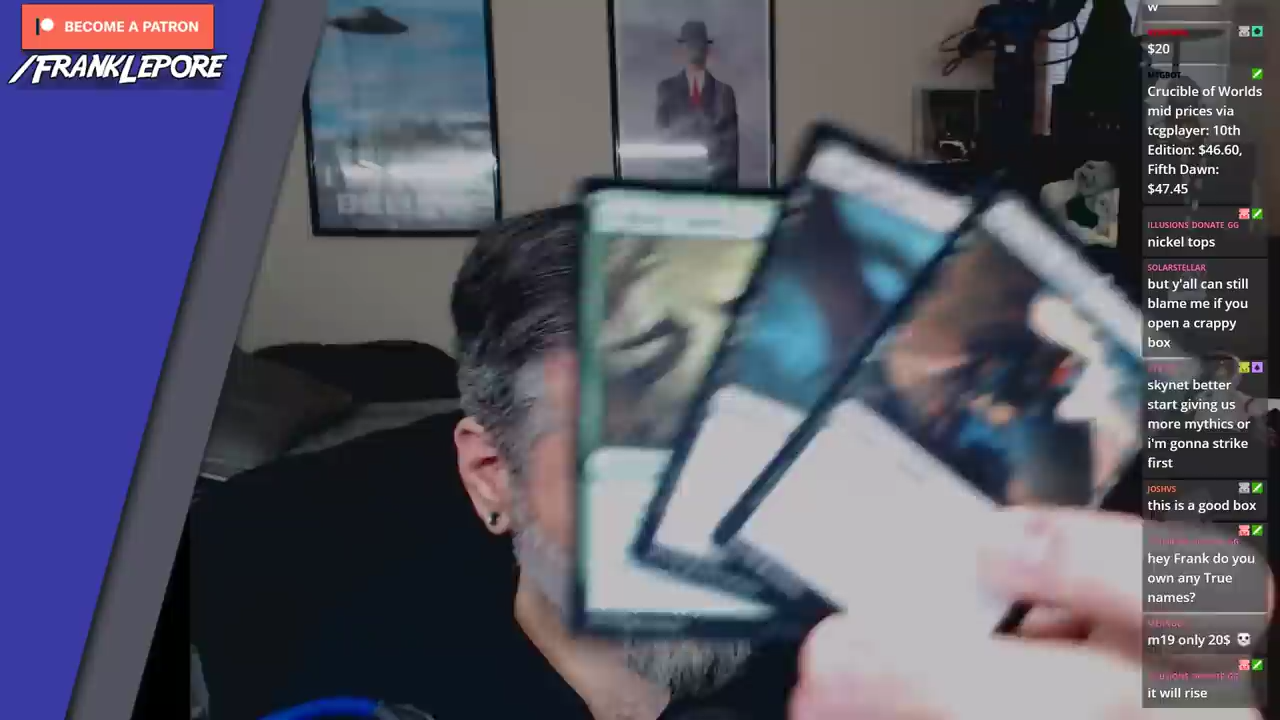 BECOME A PATRON
/FRANKLEPORE
w
$20
MTGBOT
Crucible of Worlds
mid prices via
tcgplayer: 10th
Edition: $46.60,
Fifth Dawn:
$47.45
ILLUSIONS_DONATE_GG
nickel tops
SOLARSTELLAR
but y'all can still
blame me if you
open a crappy
box
skynet better
start giving us
more mythics or
i'm gonna strike
first
JOSHVS
this is a good box
hey Frank do you
own any True
names?
m19 only 20$
ILLUSIONS_DONATE_GG
it will rise